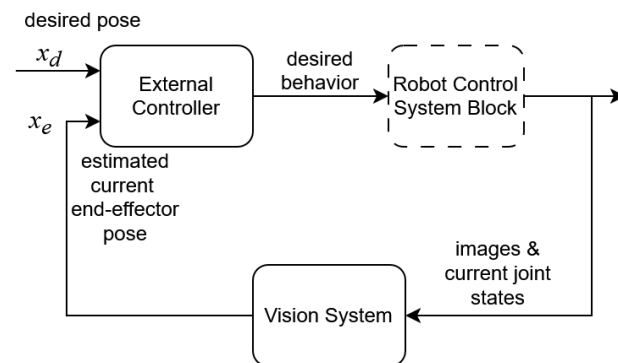 desired pose
x_d
External
Controller
desired
behavior
Robot Control
System Block
x_e
estimated
current
end-effector
pose
images &
current joint
states
Vision System